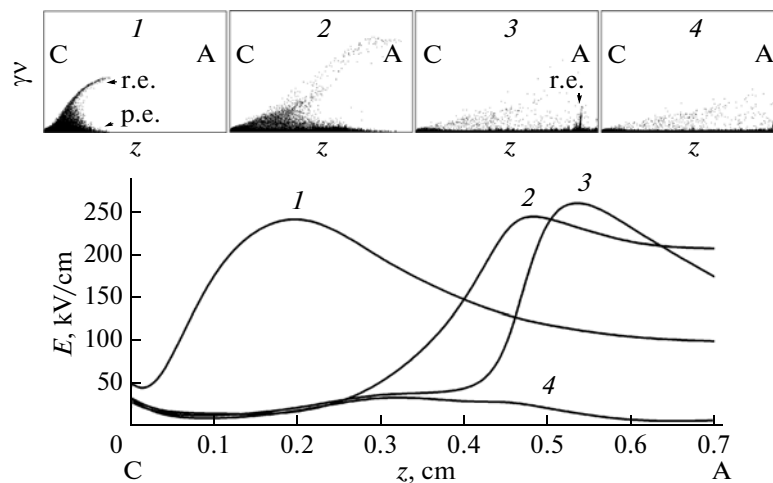 1 2 3 4
C A C A C A C A
γν
r.e. r.e.
p.e.
z z z z
250
200
150
100
50
E, kV/cm
1 2 3 4
0 0.1 0.2 0.3 0.4 0.5 0.6 0.7
C z, cm A